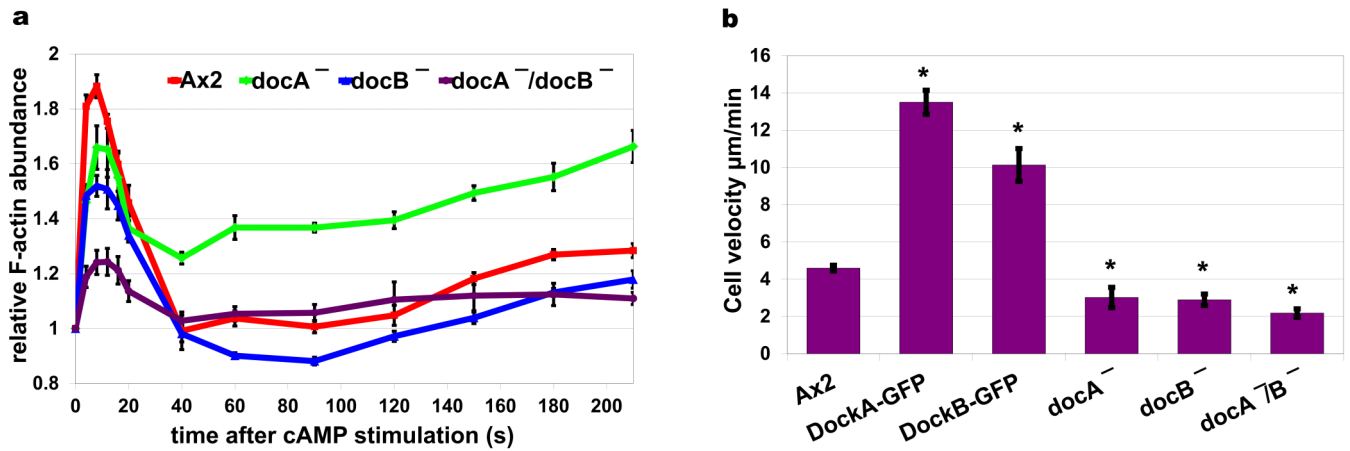 a
relative F-actin abundance
2
1.8
1.6
1.4
1.2
1
0.8
Ax2 docA⁻ docB⁻ docA⁻/docB⁻
0 20 40 60 80 100 120 140 160 180 200
time after cAMP stimulation (s)
b
Cell velocity µm/min
16
14
12
10
8
6
4
2
0
* * * * *
Ax2 DockA-GFP DockB-GFP docA⁻ docB⁻ docA⁻/B⁻